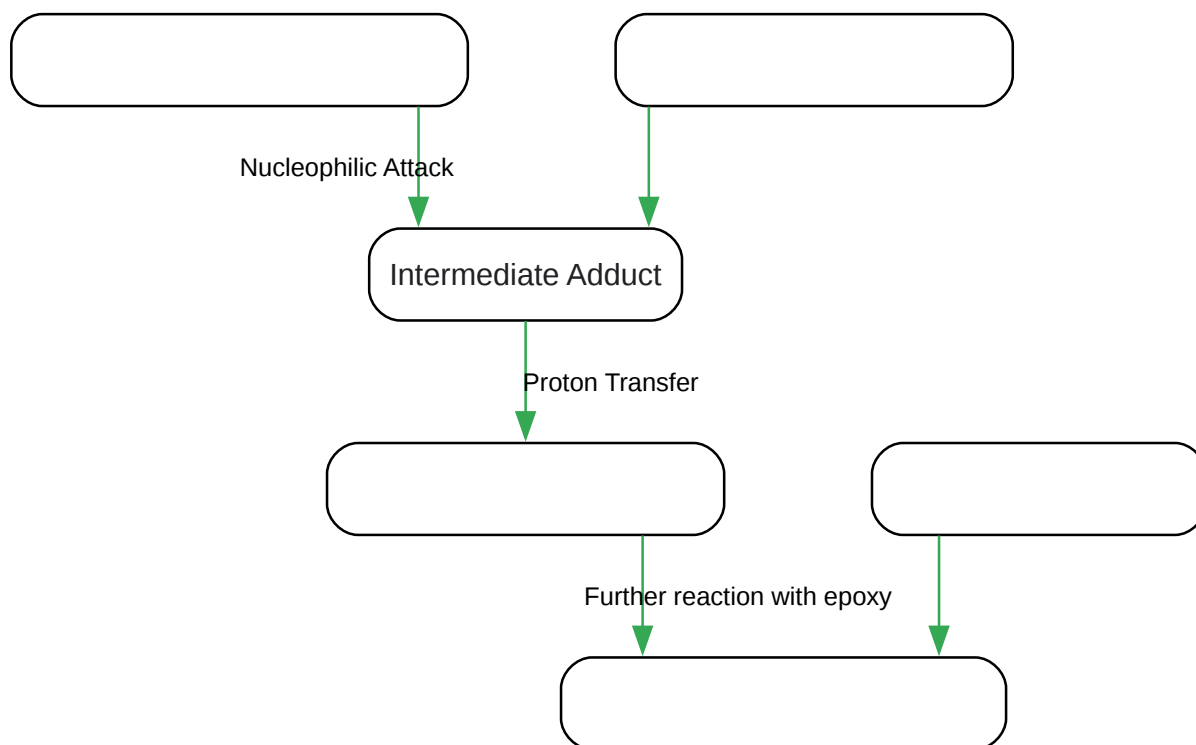 Nucleophilic Attack
Intermediate Adduct
Proton Transfer
Further reaction with epoxy